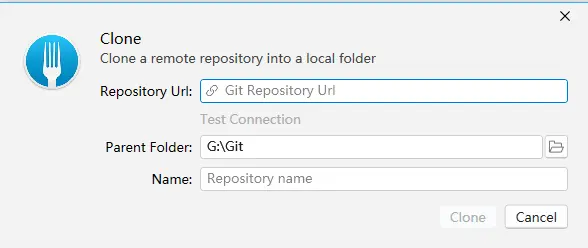 Clone
Clone a remote repository into a local folder
Repository Url: Git Repository Url
Test Connection
Parent Folder: G:\Git
Name: Repository name
Clone Cancel